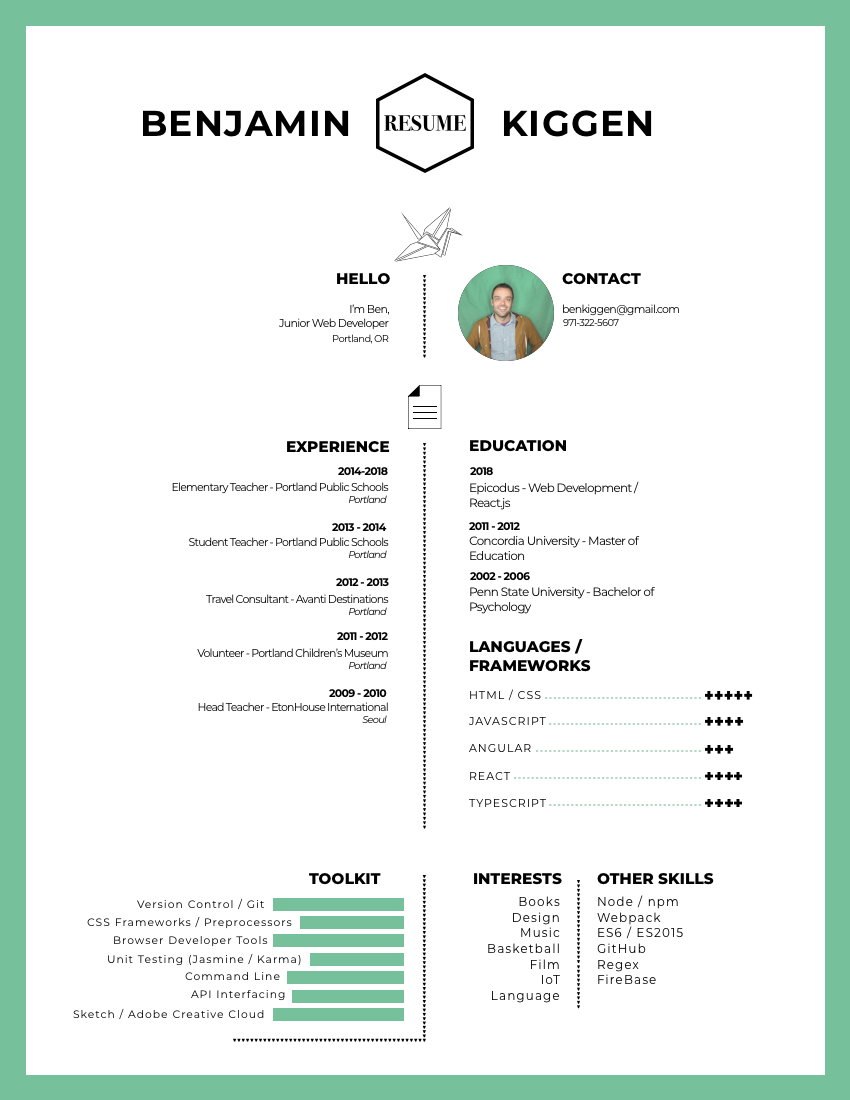 BENJAMIN RESUME KIGGEN
HELLO
I'm Ben,
Junior Web Developer
Portland, OR
CONTACT
benkiggen@gmail.com
971-322-5607
EXPERIENCE
2014-2018
Elementary Teacher - Portland Public Schools
Portland
2013 - 2014
Student Teacher - Portland Public Schools
Portland
2012 - 2013
Travel Consultant - Avanti Destinations
Portland
2011 - 2012
Volunteer - Portland Children's Museum
Portland
2009 - 2010
Head Teacher - EtonHouse International
Seoul
EDUCATION
2018
Epicodus - Web Development /
React.js
2011 - 2012
Concordia University - Master of
Education
2002 - 2006
Penn State University - Bachelor of
Psychology
LANGUAGES /
FRAMEWORKS
HTML / CSS
JAVASCRIPT
ANGULAR
REACT
TYPESCRIPT
TOOLKIT
Version Control / Git
CSS Frameworks / Preprocessors
Browser Developer Tools
Unit Testing (Jasmine / Karma)
Command Line
API Interfacing
Sketch / Adobe Creative Cloud
INTERESTS
Books
Design
Music
Basketball
Film
IoT
Language
OTHER SKILLS
Node / npm
Webpack
ES6 / ES2015
GitHub
Regex
FireBase